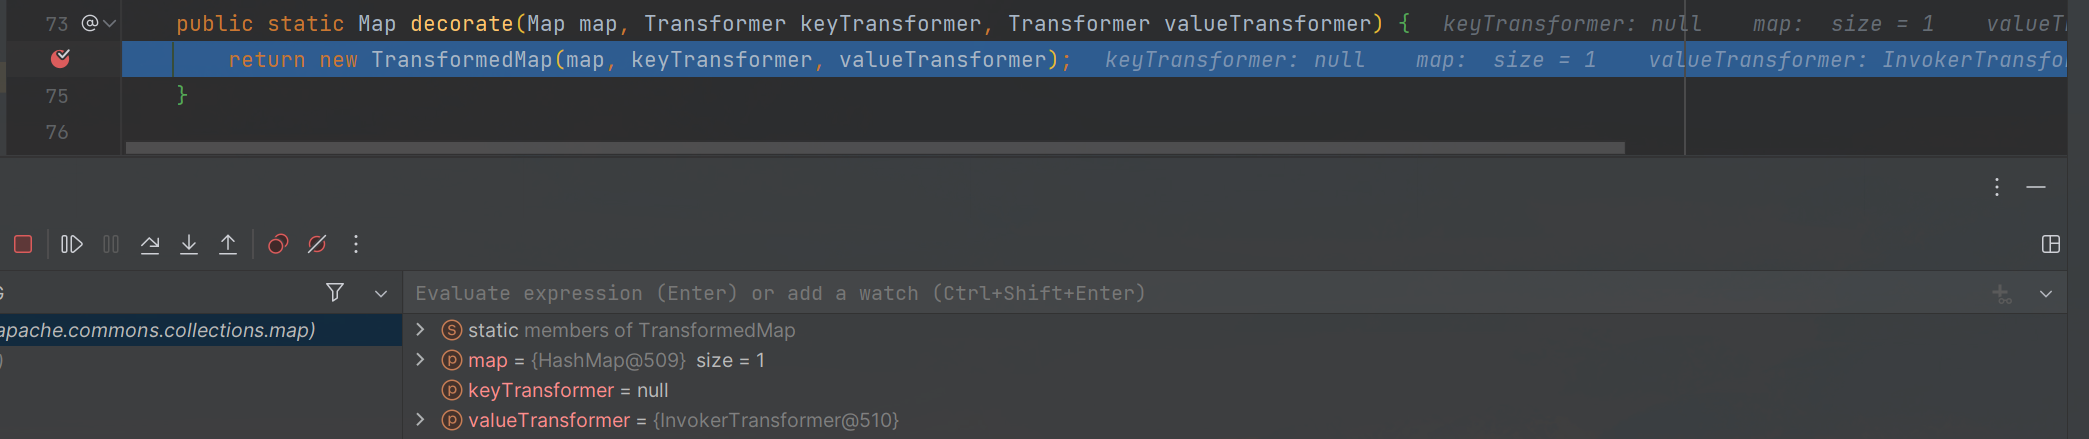 73 @ public static Map decorate(Map map, Transformer keyTransformer, Transformer valueTransformer) { keyTransformer: null map: size = 1 valueT
return new TransformedMap(map, keyTransformer, valueTransformer); keyTransformer: null map: size = 1 valueTransformer: InvokerTransfo
75 }
76
Evaluate expression (Enter) or add a watch (Ctrl+Shift+Enter)
apache.commons.collections.map)
static members of TransformedMap
map = {HashMap@509} size = 1
keyTransformer = null
valueTransformer = {InvokerTransformer@510}